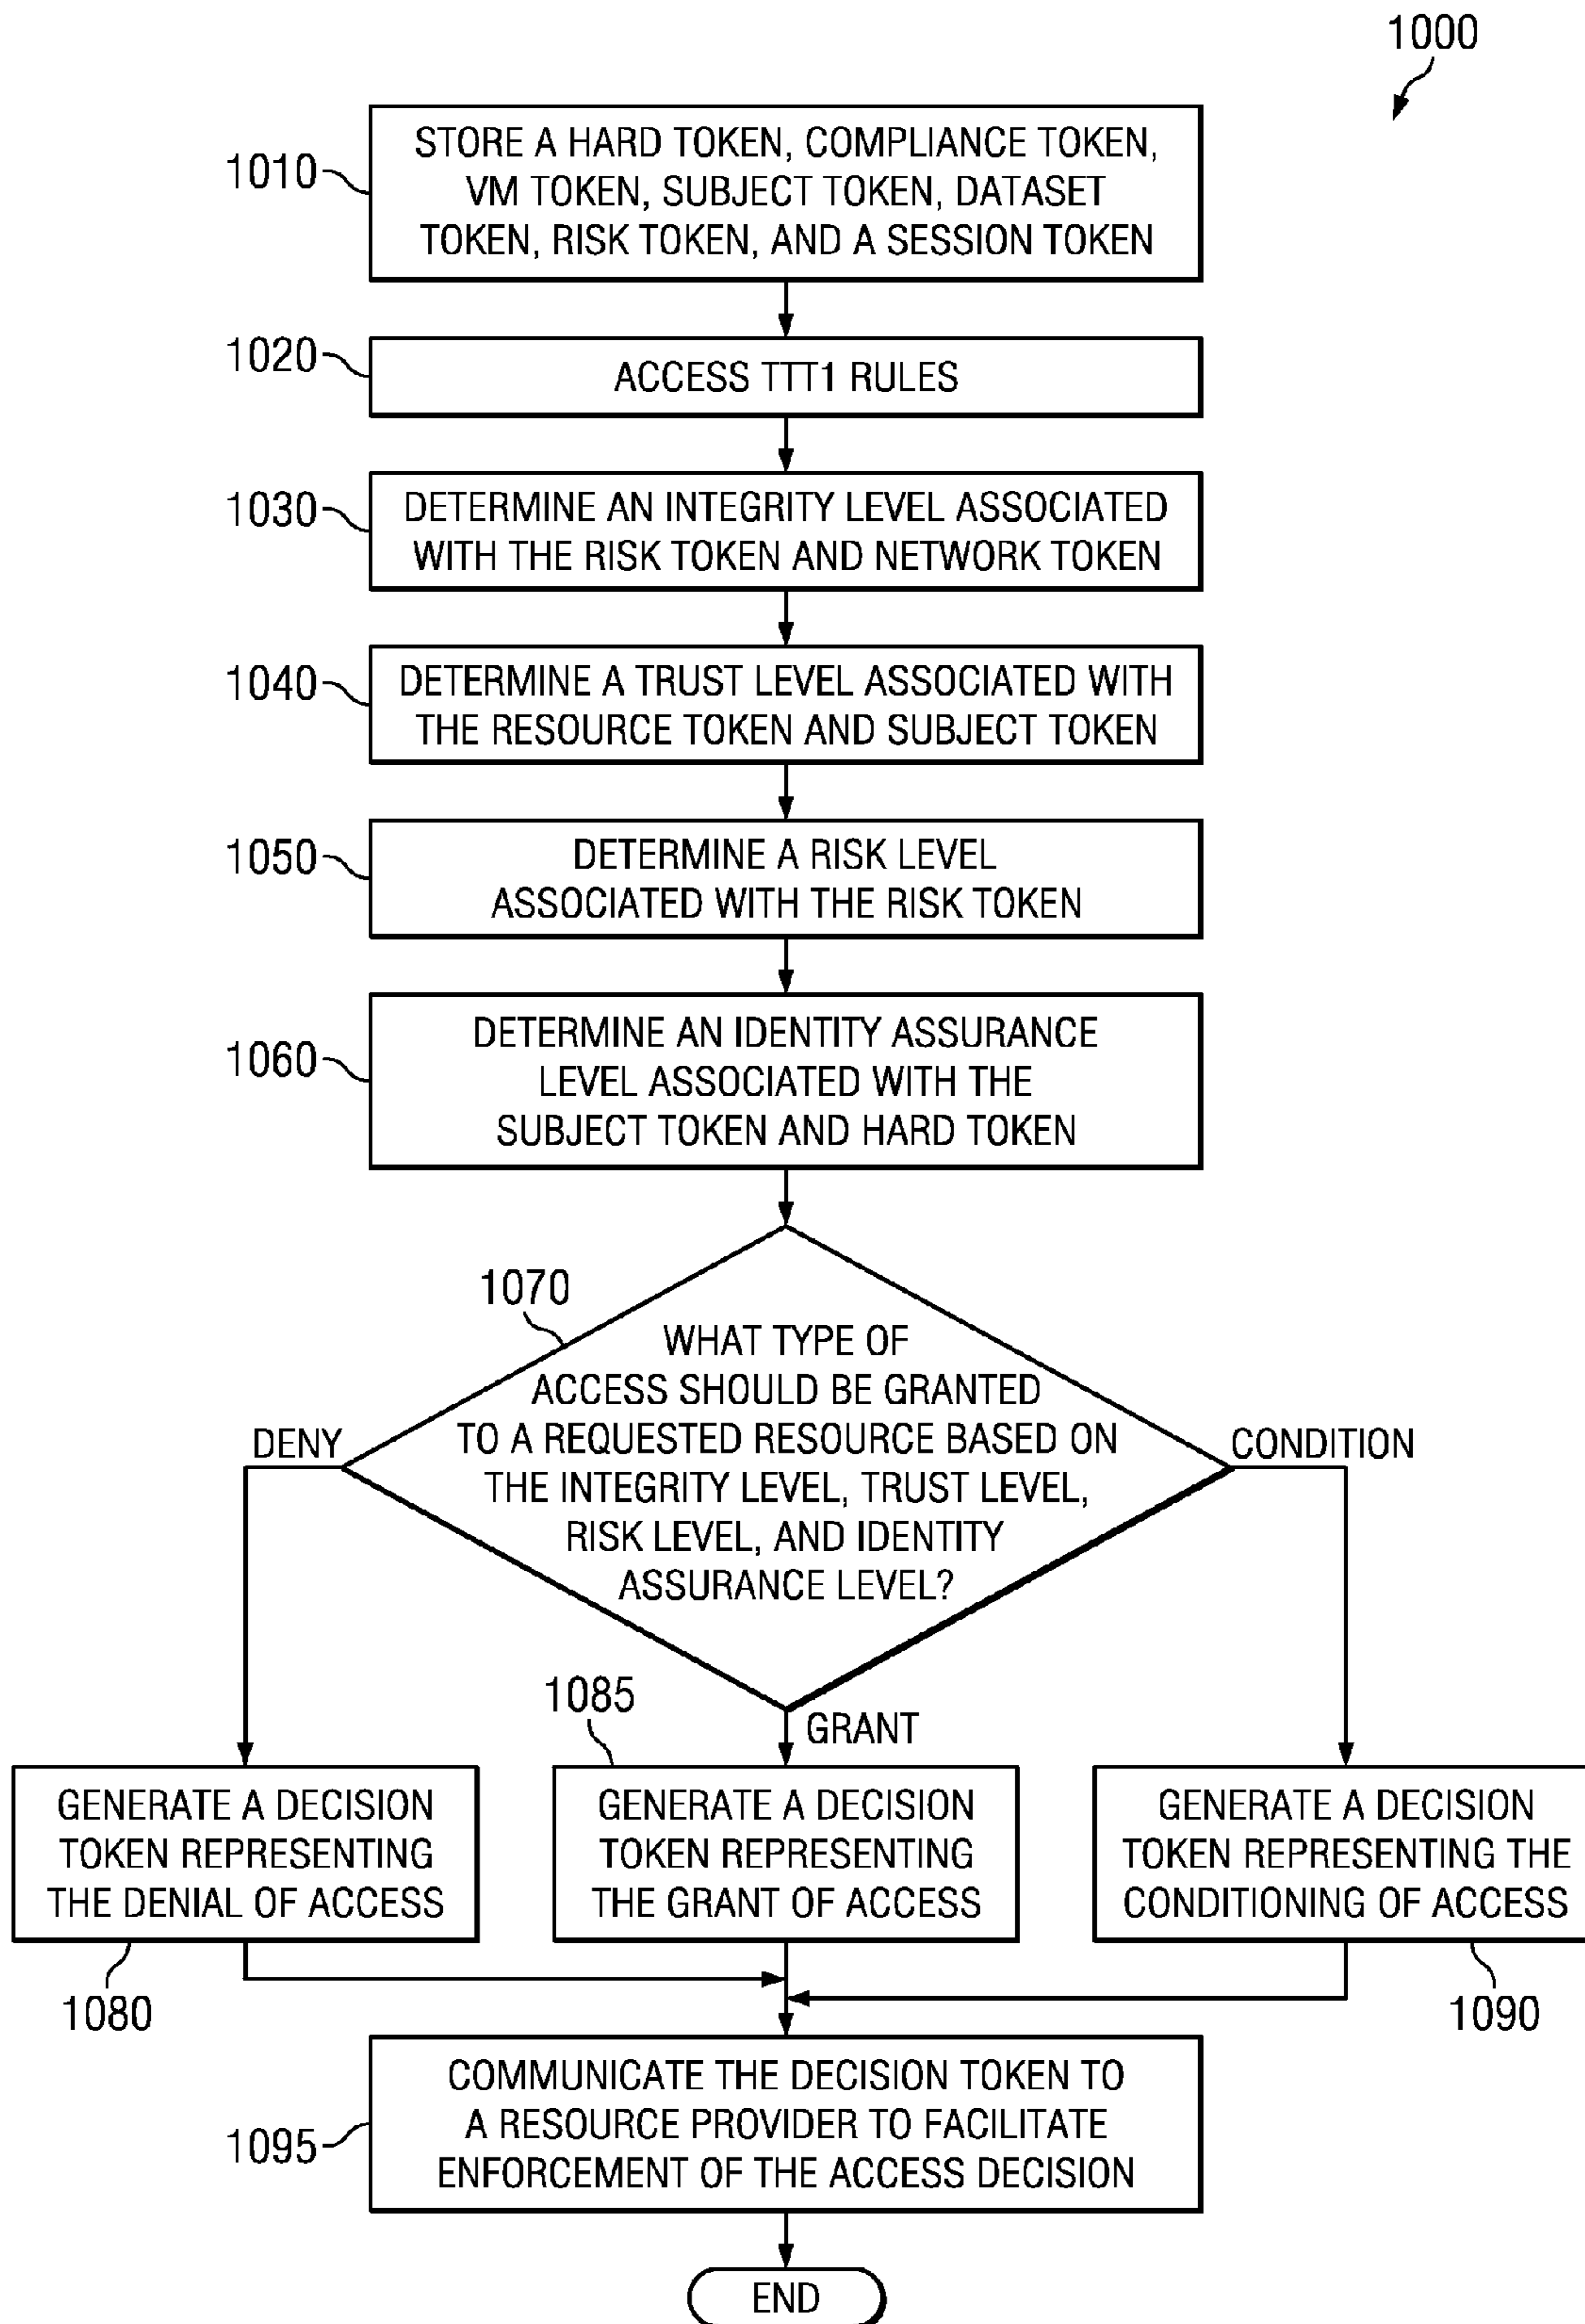 1000
1010
STORE A HARD TOKEN, COMPLIANCE TOKEN,
VM TOKEN, SUBJECT TOKEN, DATASET
TOKEN, RISK TOKEN, AND A SESSION TOKEN
1020
ACCESS TTT1 RULES
1030
DETERMINE AN INTEGRITY LEVEL ASSOCIATED
WITH THE RISK TOKEN AND NETWORK TOKEN
1040
DETERMINE A TRUST LEVEL ASSOCIATED WITH
THE RESOURCE TOKEN AND SUBJECT TOKEN
1050
DETERMINE A RISK LEVEL
ASSOCIATED WITH THE RISK TOKEN
1060
DETERMINE AN IDENTITY ASSURANCE
LEVEL ASSOCIATED WITH THE
SUBJECT TOKEN AND HARD TOKEN
1070
WHAT TYPE OF
ACCESS SHOULD BE GRANTED
TO A REQUESTED RESOURCE BASED ON
THE INTEGRITY LEVEL, TRUST LEVEL,
RISK LEVEL, AND IDENTITY
ASSURANCE LEVEL?
DENY
CONDITION
1085
GRANT
GENERATE A DECISION
TOKEN REPRESENTING
THE DENIAL OF ACCESS
GENERATE A DECISION
TOKEN REPRESENTING
THE GRANT OF ACCESS
GENERATE A DECISION
TOKEN REPRESENTING THE
CONDITIONING OF ACCESS
1080
1090
1095
COMMUNICATE THE DECISION TOKEN TO
A RESOURCE PROVIDER TO FACILITATE
ENFORCEMENT OF THE ACCESS DECISION
END